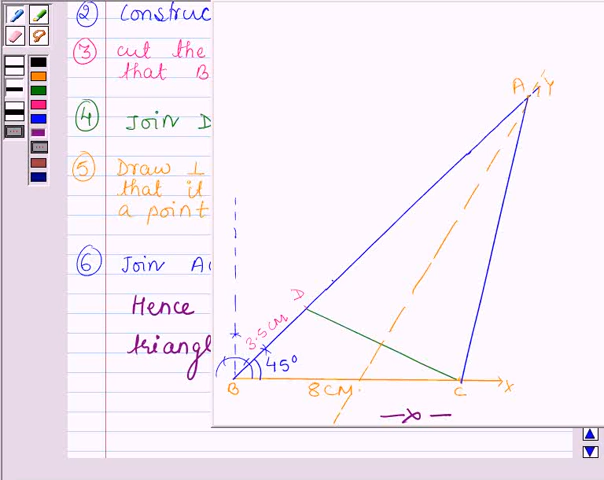 ② Construc
③ cut the
that B
④ Join D
⑤ Draw ⊥
that it
a point
⑥ Join A
Hence
triangl
A
Y
D
3.5 CM
45°
B
8 CM.
C
X